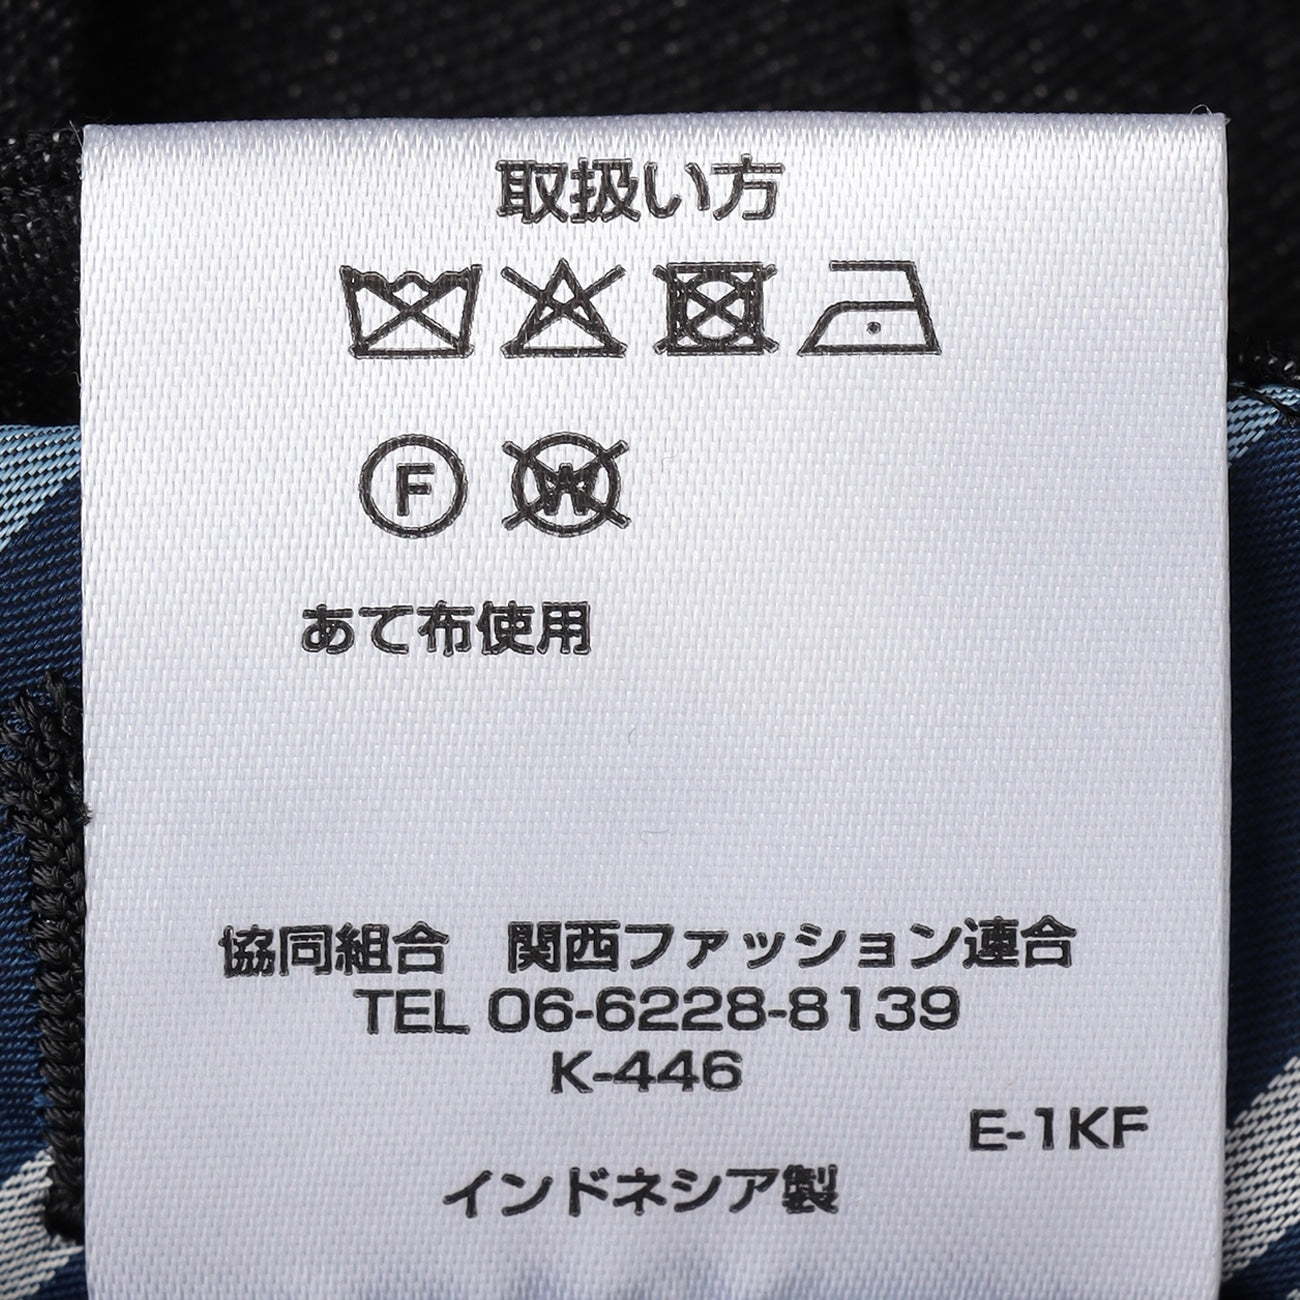 取扱い方
F W
あて布使用
協同組合　関西ファッション連合
TEL 06-6228-8139
K-446
E-1KF
インドネシア製